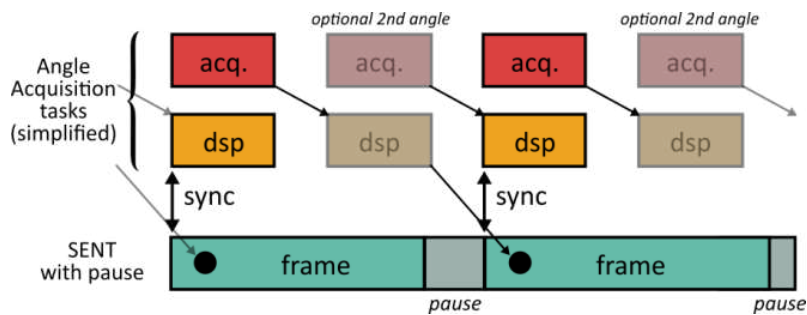 optional 2nd angle
optional 2nd angle
Angle
Acquisition
tasks
(simplified)
acq.
acq.
acq.
acq.
dsp
dsp
dsp
dsp
sync
sync
SENT
with pause
frame
frame
pause
pause